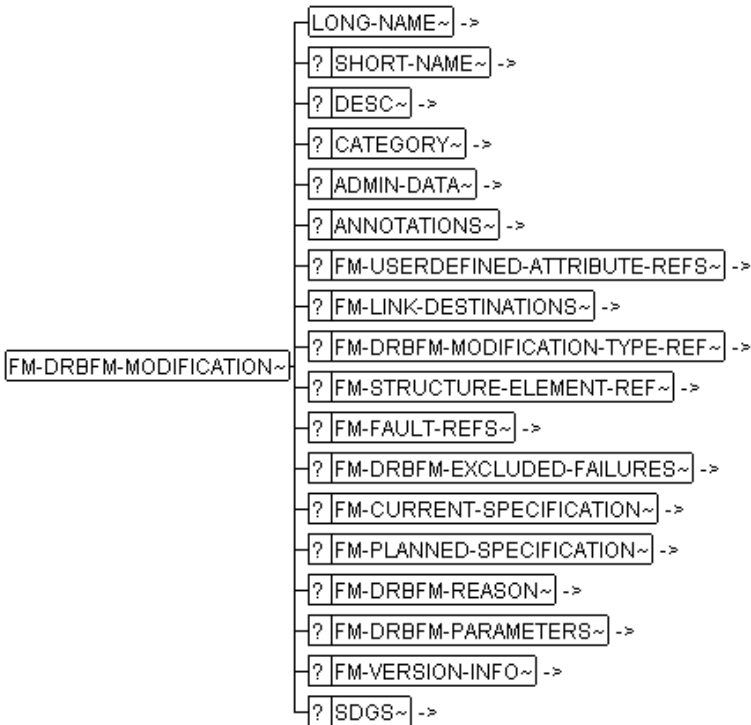 LONG-NAME~ ->
? SHORT-NAME~ ->
? DESC~ ->
? CATEGORY~ ->
? ADMIN-DATA~ ->
? ANNOTATIONS~ ->
? FM-USERDEFINED-ATTRIBUTE-REFS~ ->
? FM-LINK-DESTINATIONS~ ->
? FM-DRBFM-MODIFICATION-TYPE-REF~ ->
FM-DRBFM-MODIFICATION~
? FM-STRUCTURE-ELEMENT-REF~ ->
? FM-FAULT-REFS~ ->
? FM-DRBFM-EXCLUDED-FAILURES~ ->
? FM-CURRENT-SPECIFICATION~ ->
? FM-PLANNED-SPECIFICATION~ ->
? FM-DRBFM-REASON~ ->
? FM-DRBFM-PARAMETERS~ ->
? FM-VERSION-INFO~ ->
? SDGS~ ->